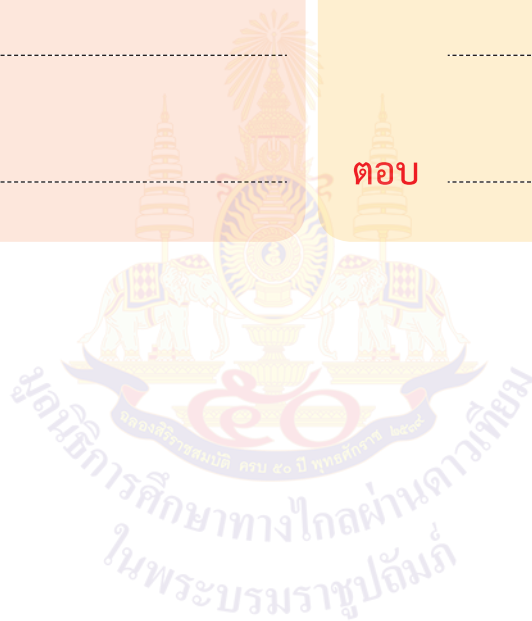 ตอบ
ฉลองสิริราชสมบัติ ครบ ๕๐ ปี พุทธศักราช ๒๕๓๙
๕๐
มูลนิธิการศึกษาทางไกลผ่านดาวเทียม
ในพระบรมราชูปถัมภ์